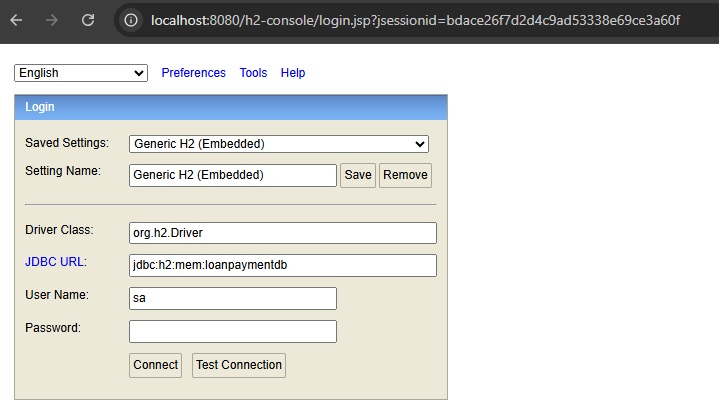 localhost:8080/h2-console/login.jsp?jsessionid=bdace26f7d2d4c9ad53338e69ce3a60f
English Preferences Tools Help
Login
Saved Settings: Generic H2 (Embedded)
Setting Name: Generic H2 (Embedded) Save Remove
Driver Class: org.h2.Driver
JDBC URL: jdbc:h2:mem:loanpaymentdb
User Name: sa
Password:
Connect Test Connection